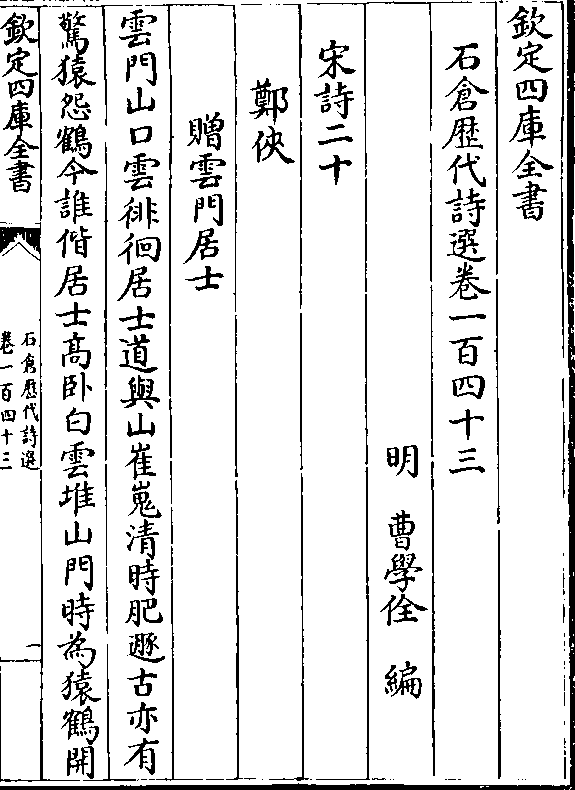 欽定四庫全書
石倉歴代詩選卷一百四十三
明　曹學佺　編
宋詩二十
鄭俠
贈雲門居士
雲門山口雲徘徊居士道與山崔嵬清時肥遯古亦有
驚猿怨鶴今誰偕居士髙卧白雲堆山門時為猿鶴開
欽定四庫全書
石倉歴代詩選
卷一百四十三
一